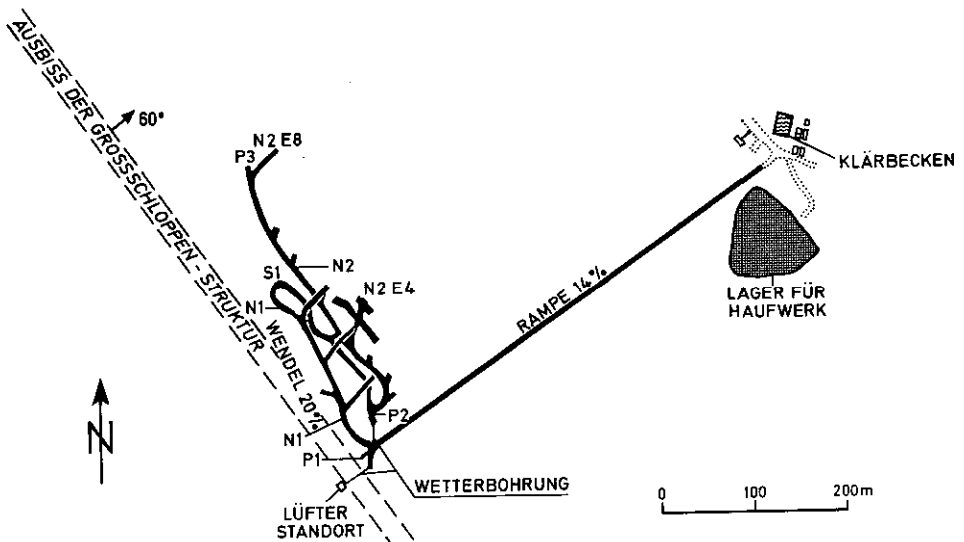 AUSBISS DER GROSSSCHLOPPEN - STRUKTUR
60°
N2 E8
P3
KLÄRBECKEN
N2
S1
N2 E4
N1
WENDEL 20%
RAMPE 14%
LAGER FÜR
HAUFWERK
P2
N1
P1
WETTERBOHRUNG
LÜFTER
STANDORT
N
0 100 200m